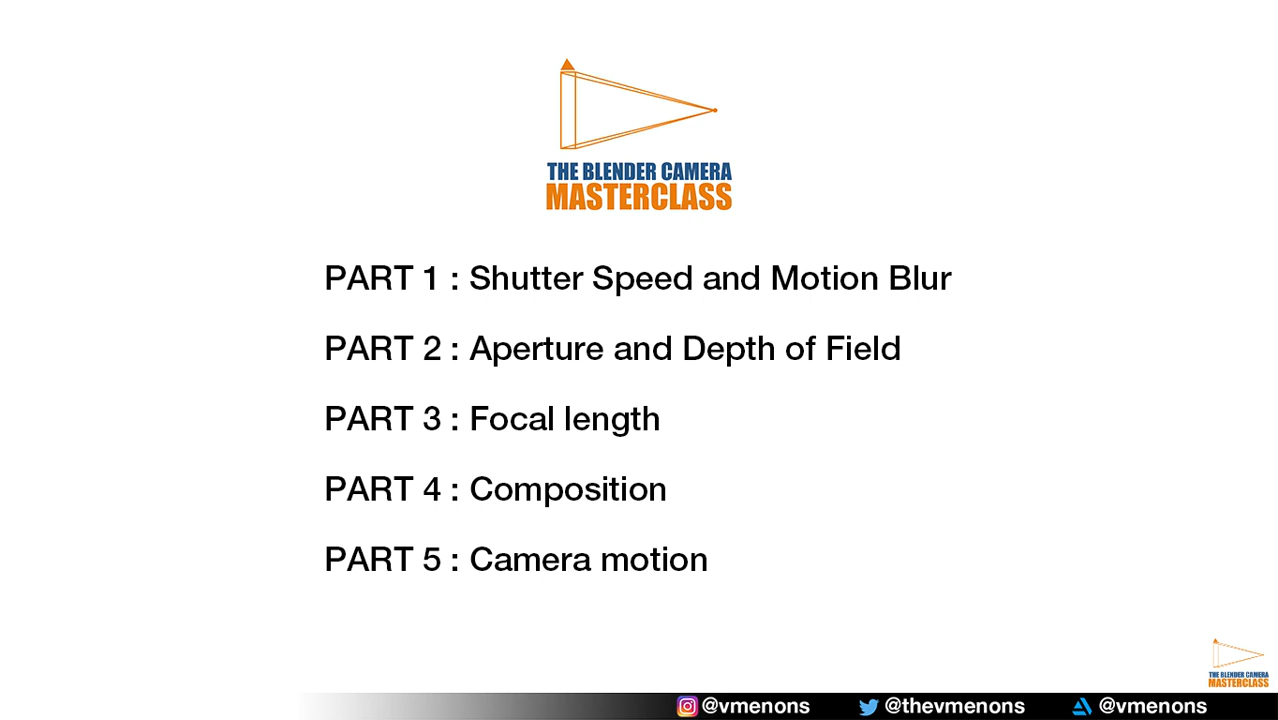 THE BLENDER CAMERA
MASTERCLASS
PART 1 : Shutter Speed and Motion Blur
PART 2 : Aperture and Depth of Field
PART 3 : Focal length
PART 4 : Composition
PART 5 : Camera motion
THE BLENDER CAMERA
MASTERCLASS
@vmenons @thevmenons @vmenons